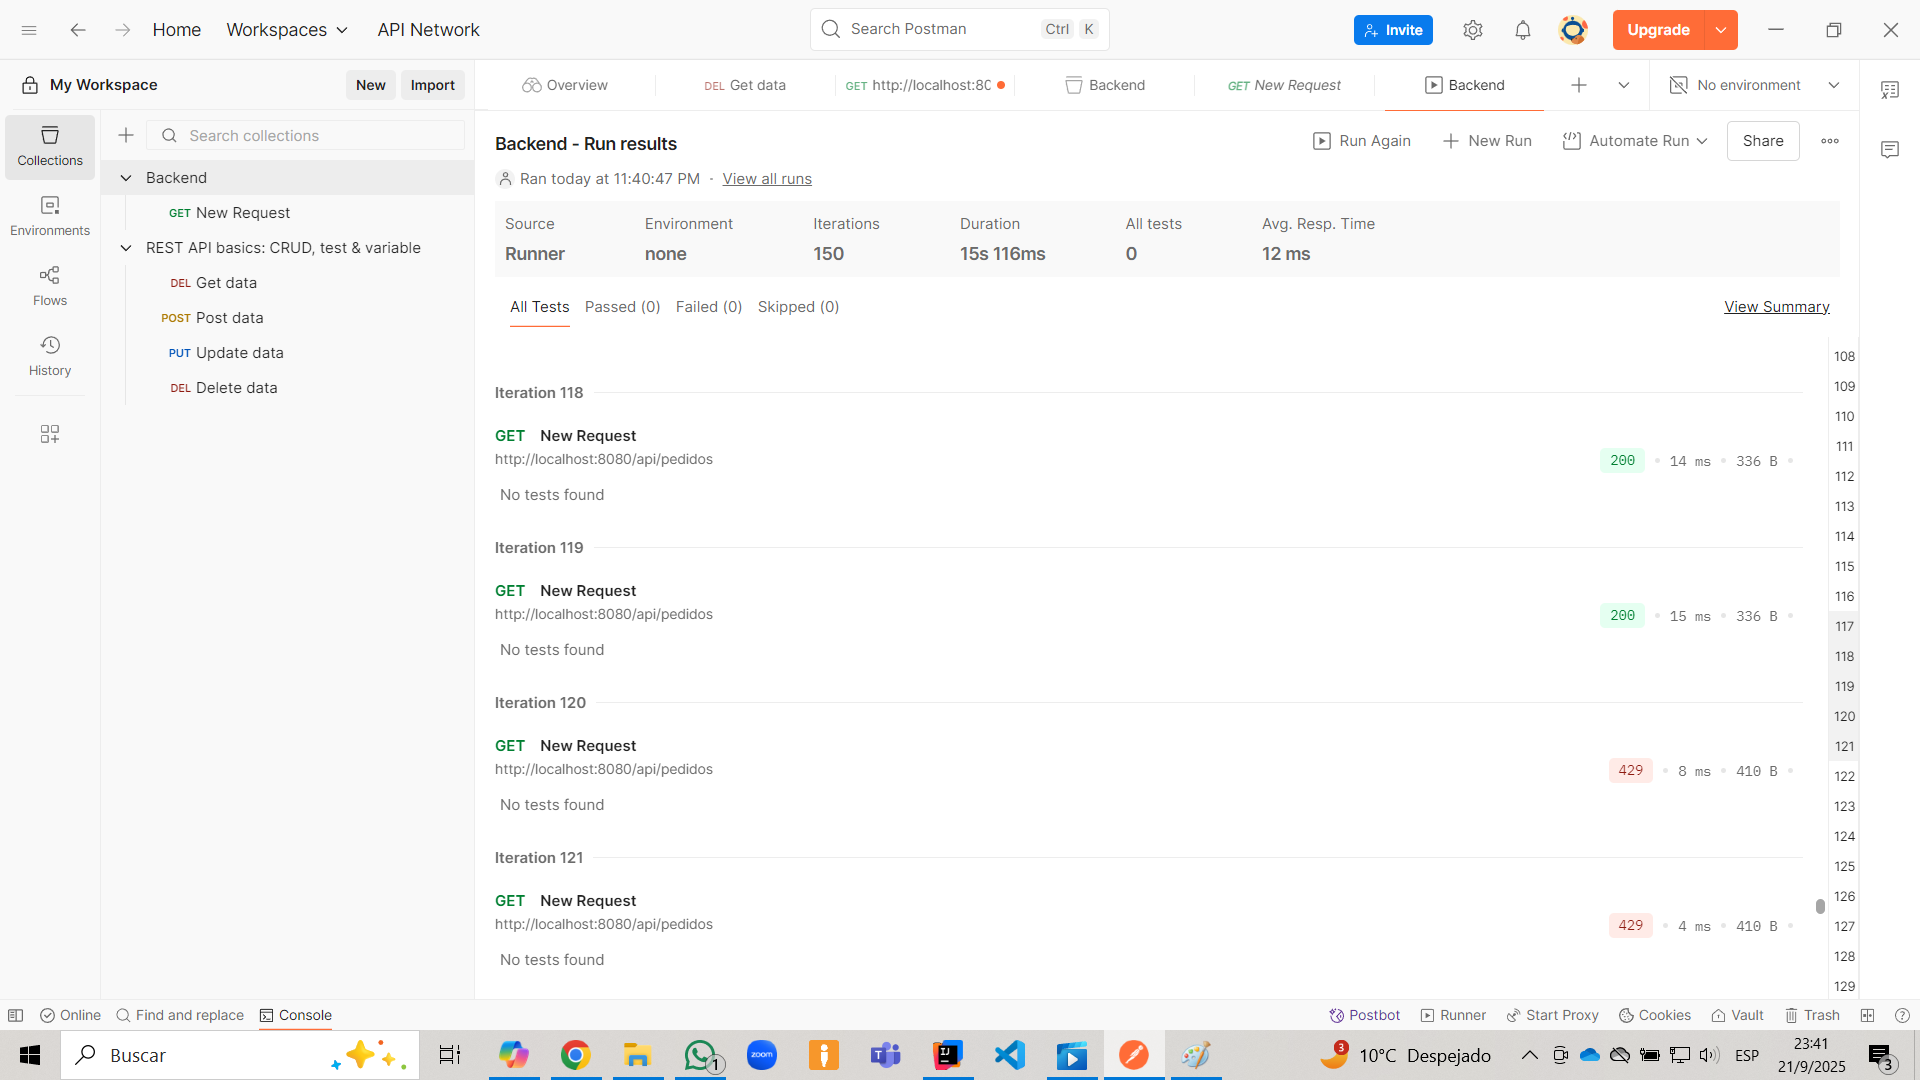 Home Workspaces API Network
Search Postman Ctrl K
Invite
Upgrade
My Workspace
New Import
Overview
DEL Get data
GET http://localhost:80
Backend
GET New Request
Backend
No environment
Search collections
Collections
Environments
Flows
History
Backend
GET New Request
REST API basics: CRUD, test & variable
DEL Get data
POST Post data
PUT Update data
DEL Delete data
Backend - Run results
Run Again New Run Automate Run Share
Ran today at 11:40:47 PM · View all runs
Source Environment Iterations Duration All tests Avg. Resp. Time
Runner none 150 15s 116ms 0 12 ms
All Tests Passed (0) Failed (0) Skipped (0) View Summary
Iteration 118
GET New Request
http://localhost:8080/api/pedidos
200 14 ms 336 B
No tests found
Iteration 119
GET New Request
http://localhost:8080/api/pedidos
200 15 ms 336 B
No tests found
Iteration 120
GET New Request
http://localhost:8080/api/pedidos
429 8 ms 410 B
No tests found
Iteration 121
GET New Request
http://localhost:8080/api/pedidos
429 4 ms 410 B
No tests found
108
109
110
111
112
113
114
115
116
117
118
119
120
121
122
123
124
125
126
127
128
129
Online Find and replace Console
Postbot Runner Start Proxy Cookies Vault Trash
Buscar
1
zoom
3
10°C Despejado
ESP
23:41
21/9/2025
3